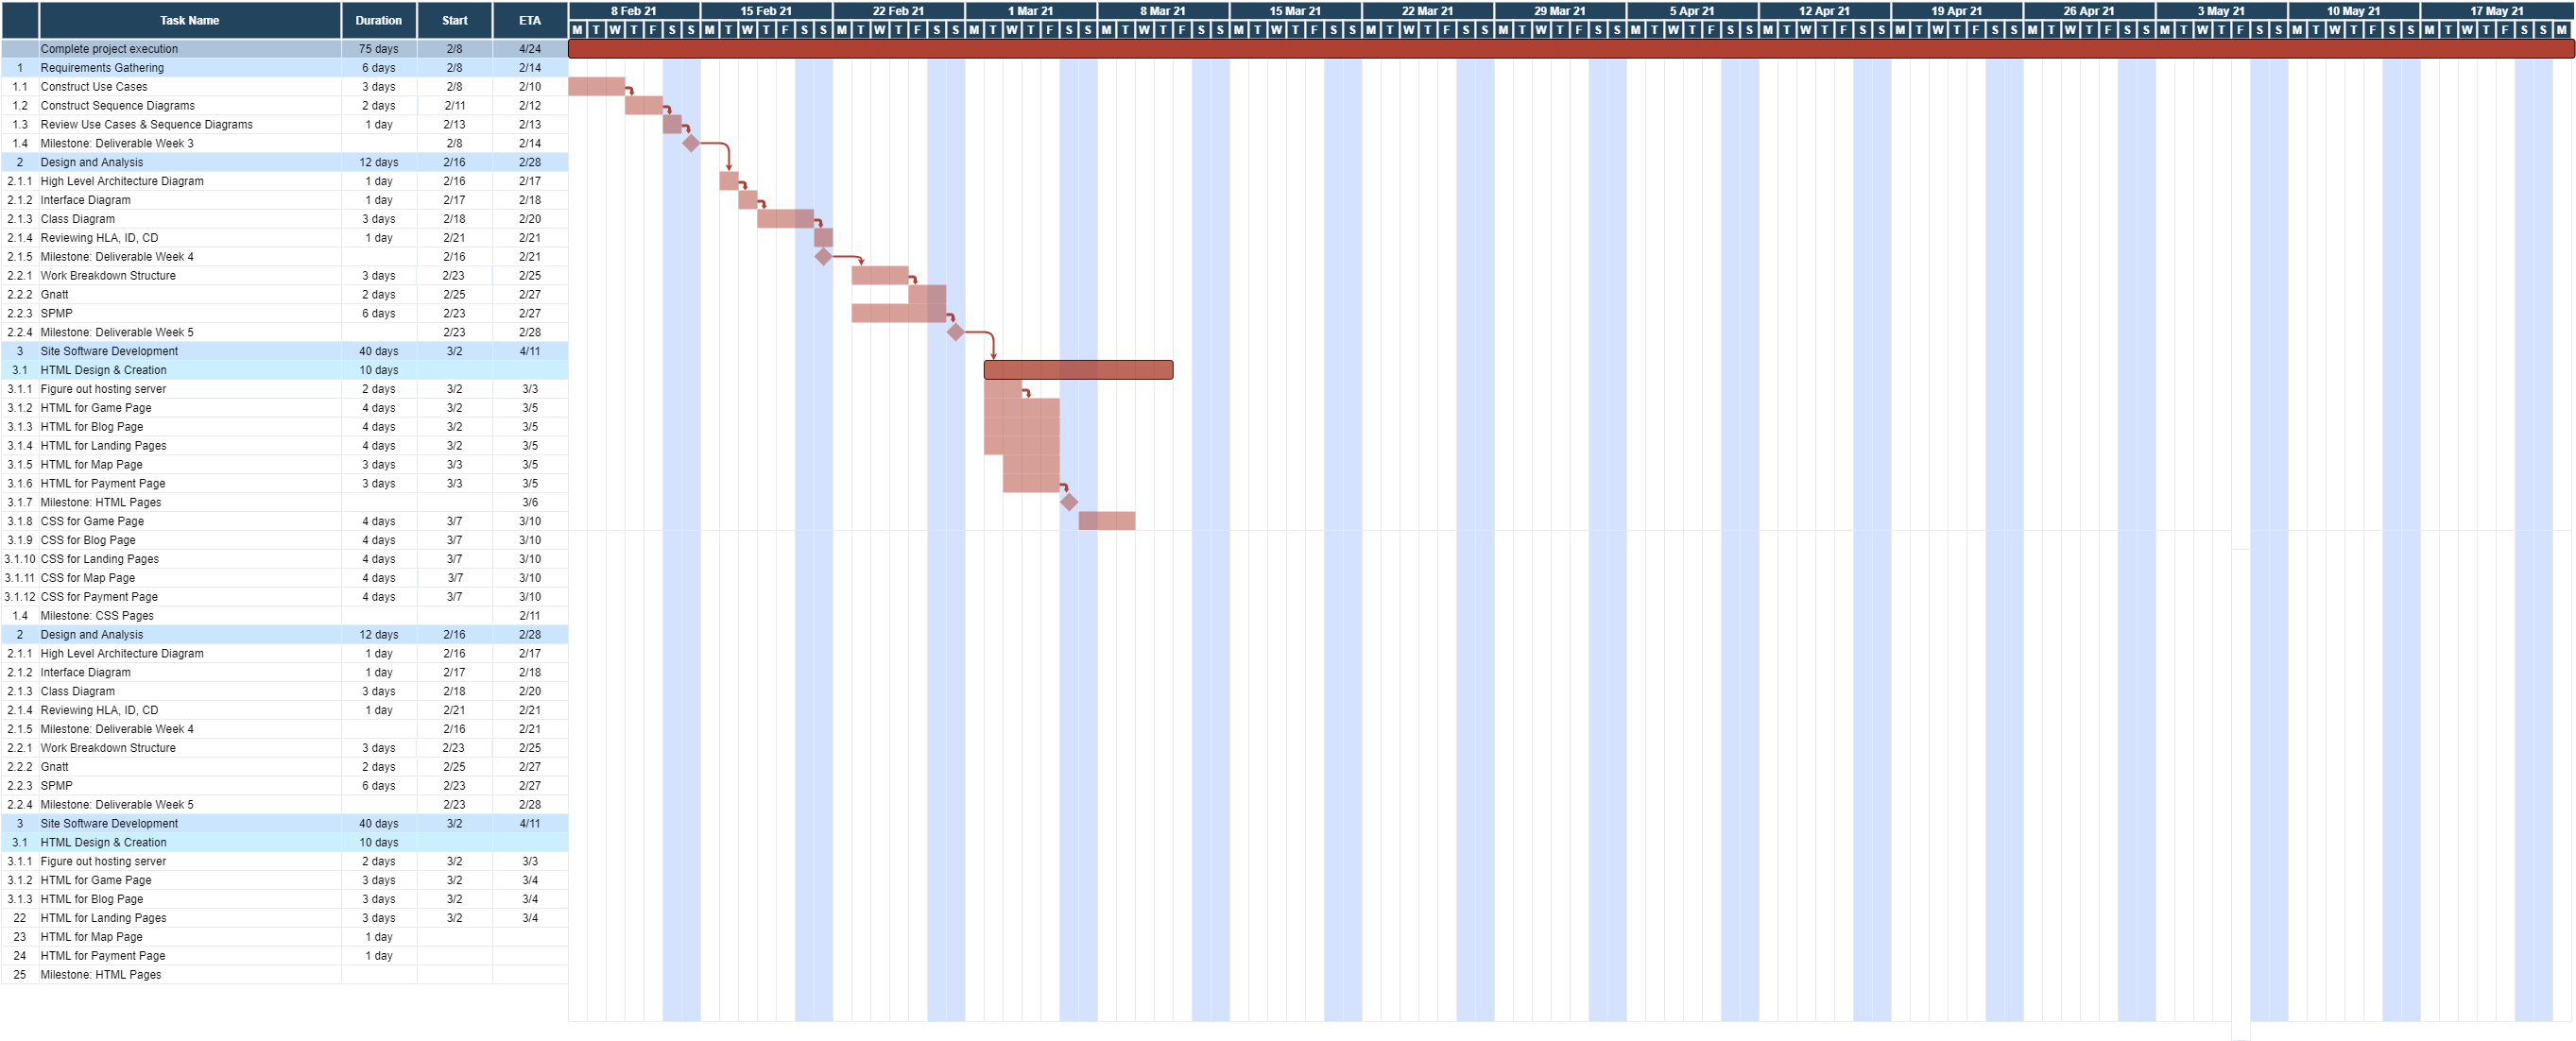 Task Name Duration Start ETA 8 Feb 21 15 Feb 21 22 Feb 21 1 Mar 21 8 Mar 21 15 Mar 21 22 Mar 21 29 Mar 21 5 Apr 21 12 Apr 21 19 Apr 21 26 Apr 21 3 May 21 10 May 21 17 May 21
M T W T F S S M T W T F S S M T W T F S S M T W T F S S M T W T F S S M T W T F S S M T W T F S S M T W T F S S M T W T F S S M T W T F S S M T W T F S S M T W T F S S M T W T F S S M T W T F S S M T W T F S S M
Complete project execution 75 days 2/8 4/24
1 Requirements Gathering 6 days 2/8 2/14
1.1 Construct Use Cases 3 days 2/8 2/10
1.2 Construct Sequence Diagrams 2 days 2/11 2/12
1.3 Review Use Cases & Sequence Diagrams 1 day 2/13 2/13
1.4 Milestone: Deliverable Week 3 2/8 2/14
2 Design and Analysis 12 days 2/16 2/28
2.1.1 High Level Architecture Diagram 1 day 2/16 2/17
2.1.2 Interface Diagram 1 day 2/17 2/18
2.1.3 Class Diagram 3 days 2/18 2/20
2.1.4 Reviewing HLA, ID, CD 1 day 2/21 2/21
2.1.5 Milestone: Deliverable Week 4 2/16 2/21
2.2.1 Work Breakdown Structure 3 days 2/23 2/25
2.2.2 Gnatt 2 days 2/25 2/27
2.2.3 SPMP 6 days 2/23 2/27
2.2.4 Milestone: Deliverable Week 5 2/23 2/28
3 Site Software Development 40 days 3/2 4/11
3.1 HTML Design & Creation 10 days
3.1.1 Figure out hosting server 2 days 3/2 3/3
3.1.2 HTML for Game Page 4 days 3/2 3/5
3.1.3 HTML for Blog Page 4 days 3/2 3/5
3.1.4 HTML for Landing Pages 4 days 3/2 3/5
3.1.5 HTML for Map Page 3 days 3/3 3/5
3.1.6 HTML for Payment Page 3 days 3/3 3/5
3.1.7 Milestone: HTML Pages 3/6
3.1.8 CSS for Game Page 4 days 3/7 3/10
3.1.9 CSS for Blog Page 4 days 3/7 3/10
3.1.10 CSS for Landing Pages 4 days 3/7 3/10
3.1.11 CSS for Map Page 4 days 3/7 3/10
3.1.12 CSS for Payment Page 4 days 3/7 3/10
1.4 Milestone: CSS Pages 2/11
2 Design and Analysis 12 days 2/16 2/28
2.1.1 High Level Architecture Diagram 1 day 2/16 2/17
2.1.2 Interface Diagram 1 day 2/17 2/18
2.1.3 Class Diagram 3 days 2/18 2/20
2.1.4 Reviewing HLA, ID, CD 1 day 2/21 2/21
2.1.5 Milestone: Deliverable Week 4 2/16 2/21
2.2.1 Work Breakdown Structure 3 days 2/23 2/25
2.2.2 Gnatt 2 days 2/25 2/27
2.2.3 SPMP 6 days 2/23 2/27
2.2.4 Milestone: Deliverable Week 5 2/23 2/28
3 Site Software Development 40 days 3/2 4/11
3.1 HTML Design & Creation 10 days
3.1.1 Figure out hosting server 2 days 3/2 3/3
3.1.2 HTML for Game Page 3 days 3/2 3/4
3.1.3 HTML for Blog Page 3 days 3/2 3/4
22 HTML for Landing Pages 3 days 3/2 3/4
23 HTML for Map Page 1 day
24 HTML for Payment Page 1 day
25 Milestone: HTML Pages